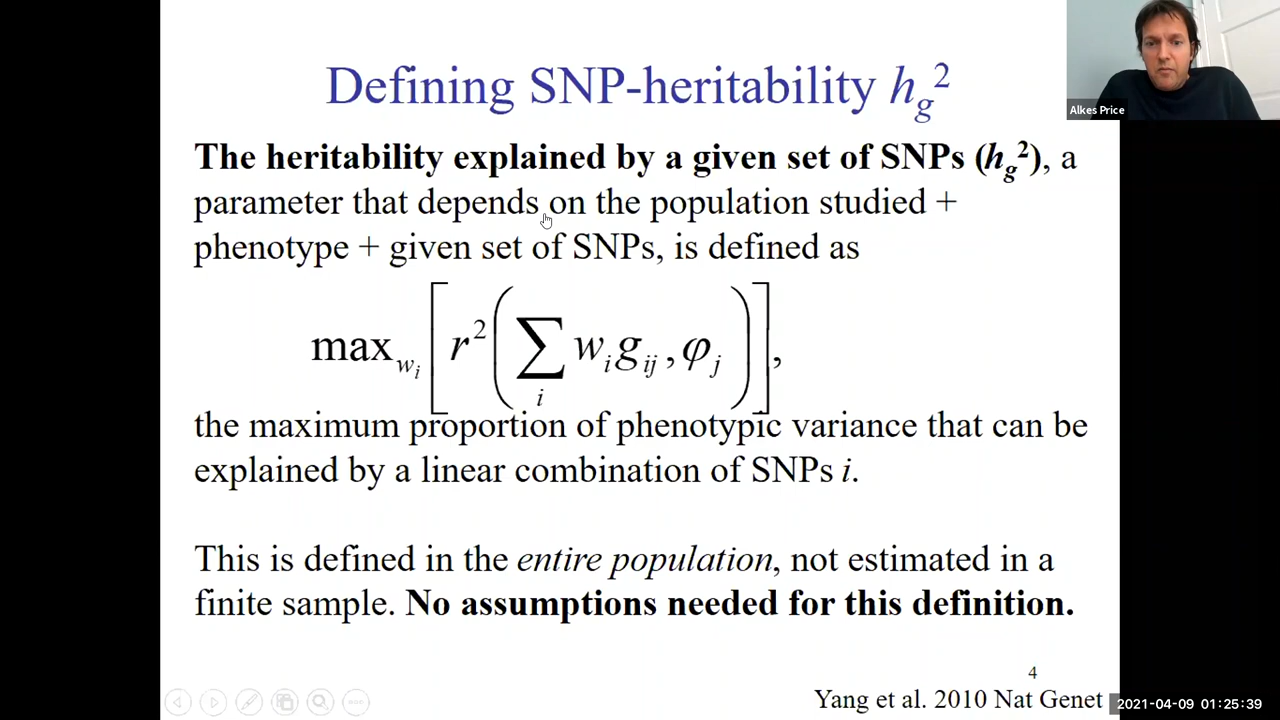 Defining SNP-heritability h_g^2
Alkes Price
The heritability explained by a given set of SNPs (h_g^2), a
parameter that depends on the population studied +
phenotype + given set of SNPs, is defined as
max_{w_i} [ r^2 ( ∑_i w_i g_{ij}, φ_j ) ],
the maximum proportion of phenotypic variance that can be
explained by a linear combination of SNPs i.
This is defined in the entire population, not estimated in a
finite sample. No assumptions needed for this definition.
4
Yang et al. 2010 Nat Genet
2021-04-09 01:25:39